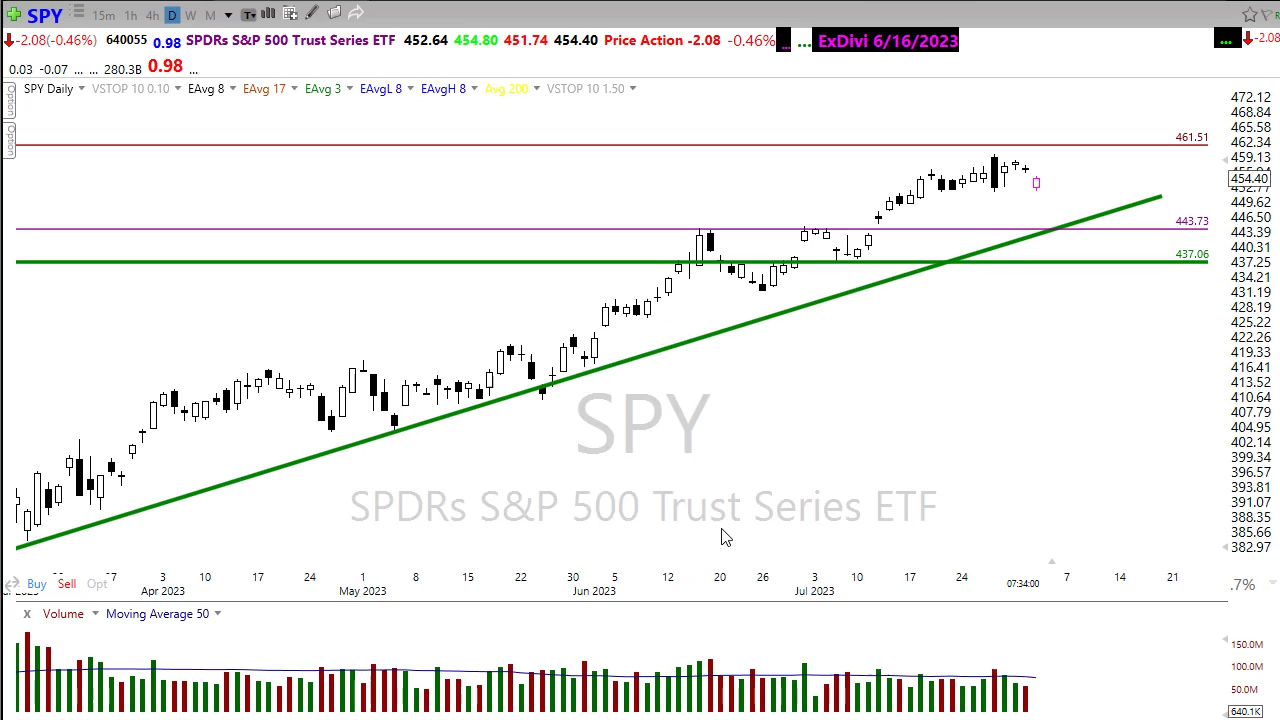 SPY 15m 1h 4h D W M T
-2.08(-0.46%) 640055 0.98 SPDRs S&P 500 Trust Series ETF 452.64 454.80 451.74 454.40 Price Action -2.08 -0.46% ... ... ExDivi 6/16/2023 ... -2.08
0.03 -0.07 ... ... 280.3B 0.98 ...
Option
Option
SPY Daily VSTOP 10 0.10 EAvg 8 EAvg 17 EAvg 3 EAvgL 8 EAvgH 8 Avg 200 VSTOP 10 1.50
472.12
468.84
465.58
461.51
462.34
459.13
454.40
452.77
449.62
443.73
446.50
443.39
440.31
437.06
437.25
434.21
431.19
428.19
425.22
422.26
419.33
416.41
413.52
410.64
407.79
404.95
402.14
399.34
396.57
393.81
391.07
388.35
385.66
382.97
SPY
SPDRs S&P 500 Trust Series ETF
3 10 17 24 1 8 15 22 30 5 12 20 26 3 10 17 24 07:34:00 7 14 21
Buy Sell Opt .7%
Apr 2023 May 2023 Jun 2023 Jul 2023
X Volume Moving Average 50
150.0M
100.0M
50.0M
640.1K